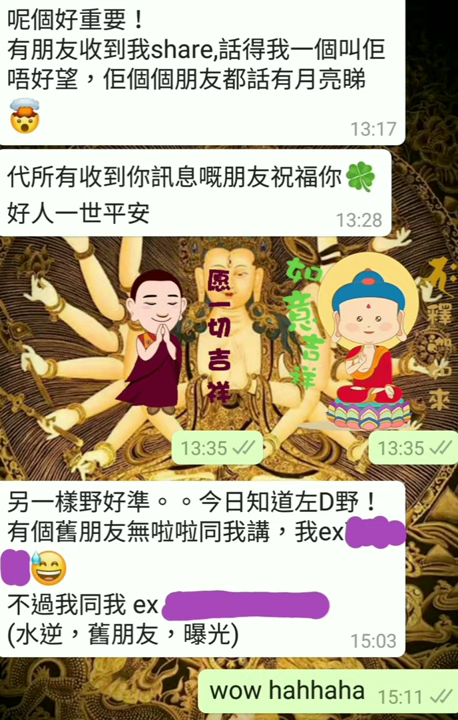 呢個好重要！
有朋友收到我share,話得我一個叫佢
唔好望，佢個個朋友都話有月亮睇
🤯
13:17
代所有收到你訊息嘅朋友祝福你🍀
好人一世平安
13:28
愿一切吉祥
如意吉祥
13:35
13:35
另一樣野好準。。今日知道左D野！
有個舊朋友無啦啦同我講，我ex
😅
不過我同我 ex
(水逆，舊朋友，曝光)
15:03
wow hahhaha
15:11